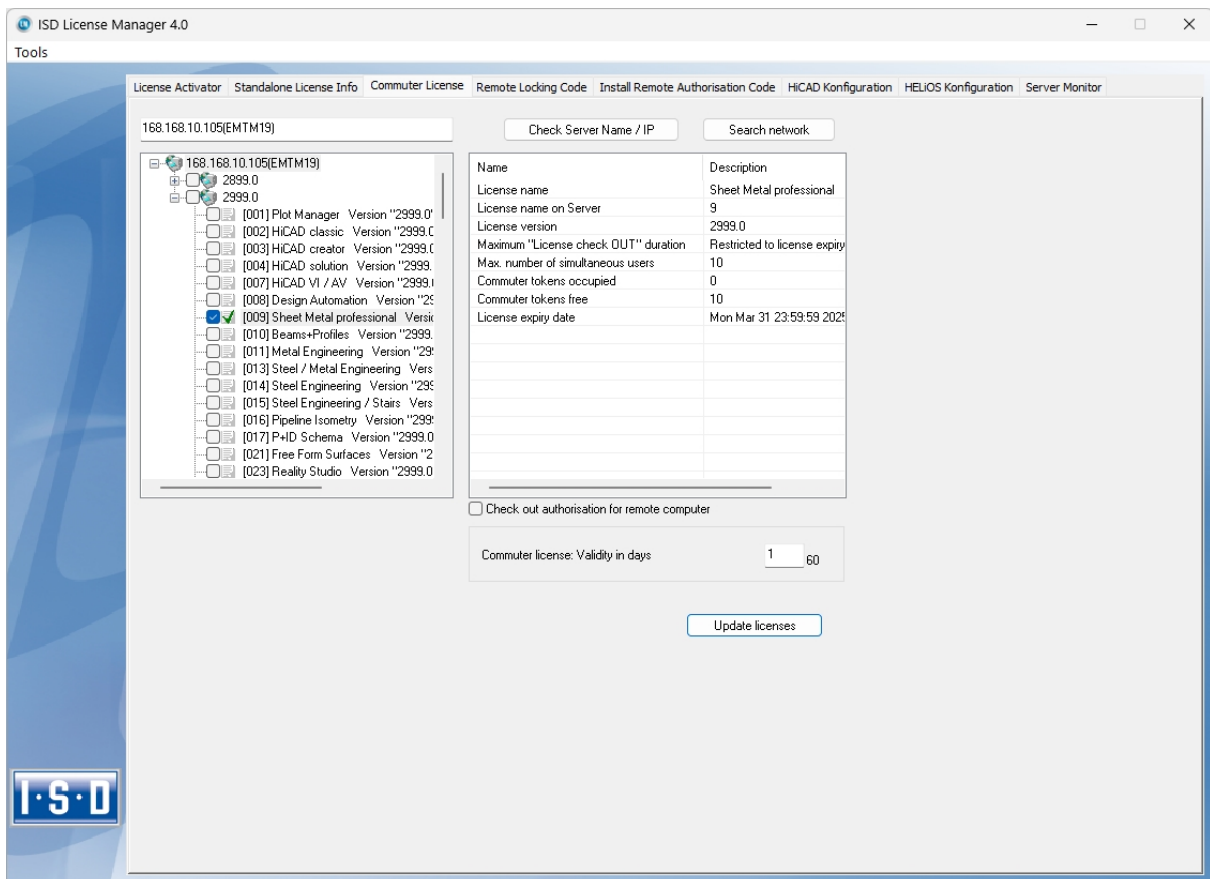 ISD License Manager 4.0
Tools
License Activator Standalone License Info Commuter License Remote Locking Code Install Remote Authorisation Code HiCAD Konfiguration HELiOS Konfiguration Server Monitor
168.168.10.105(EMTM19) Check Server Name / IP Search network
168.168.10.105(EMTM19)
2899.0
2999.0
[001] Plot Manager Version "2999.0"
[002] HiCAD classic Version "2999.0
[003] HiCAD creator Version "2999.0
[004] HiCAD solution Version "2999.
[007] HiCAD VI / AV Version "2999.
[008] Design Automation Version "29
[009] Sheet Metal professional Versio
[010] Beams+Profiles Version "2999.
[011] Metal Engineering Version "299
[013] Steel / Metal Engineering Vers
[014] Steel Engineering Version "299
[015] Steel Engineering / Stairs Vers
[016] Pipeline Isometry Version "299
[017] P+ID Schema Version "2999.0
[021] Free Form Surfaces Version "2
[023] Reality Studio Version "2999.0
Name Description
License name Sheet Metal professional
License name on Server 9
License version 2999.0
Maximum "License check OUT" duration Restricted to license expiry
Max. number of simultaneous users 10
Commuter tokens occupied 0
Commuter tokens free 10
License expiry date Mon Mar 31 23:59:59 2025
Check out authorisation for remote computer
Commuter license: Validity in days 1 60
Update licenses
I·S·D